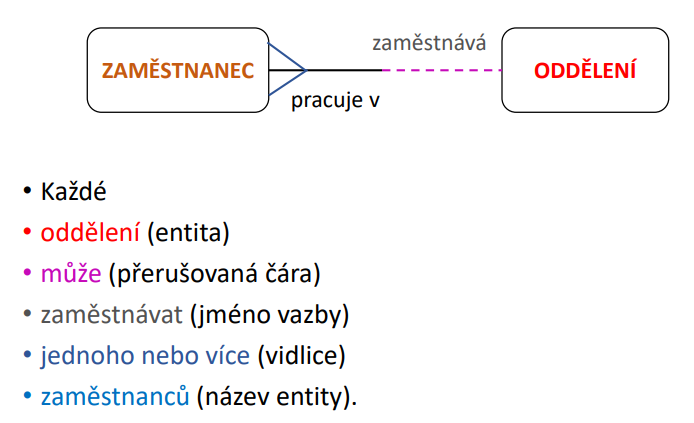 zaměstnává
ZAMĚSTNANEC
ODDĚLENÍ
pracuje v
• Každé
• oddělení (entita)
• může (přerušovaná čára)
• zaměstnávat (jméno vazby)
• jednoho nebo více (vidlice)
• zaměstnanců (název entity).